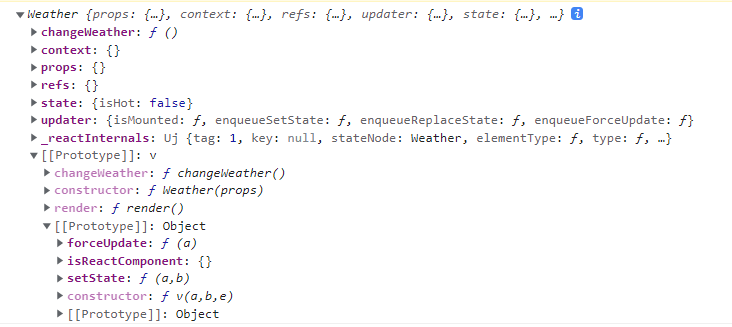 ▼Weather {props: {…}, context: {…}, refs: {…}, updater: {…}, state: {…}, …} i
▶changeWeather: ƒ ()
▶context: {}
▶props: {}
▶refs: {}
▶state: {isHot: false}
▶updater: {isMounted: ƒ, enqueueSetState: ƒ, enqueueReplaceState: ƒ, enqueueForceUpdate: ƒ}
▶_reactInternals: Uj {tag: 1, key: null, stateNode: Weather, elementType: ƒ, type: ƒ, …}
▼[[Prototype]]: v
▶changeWeather: ƒ changeWeather()
▶constructor: ƒ Weather(props)
▶render: ƒ render()
▼[[Prototype]]: Object
▶forceUpdate: ƒ (a)
▶isReactComponent: {}
▶setState: ƒ (a,b)
▶constructor: ƒ v(a,b,e)
▶[[Prototype]]: Object